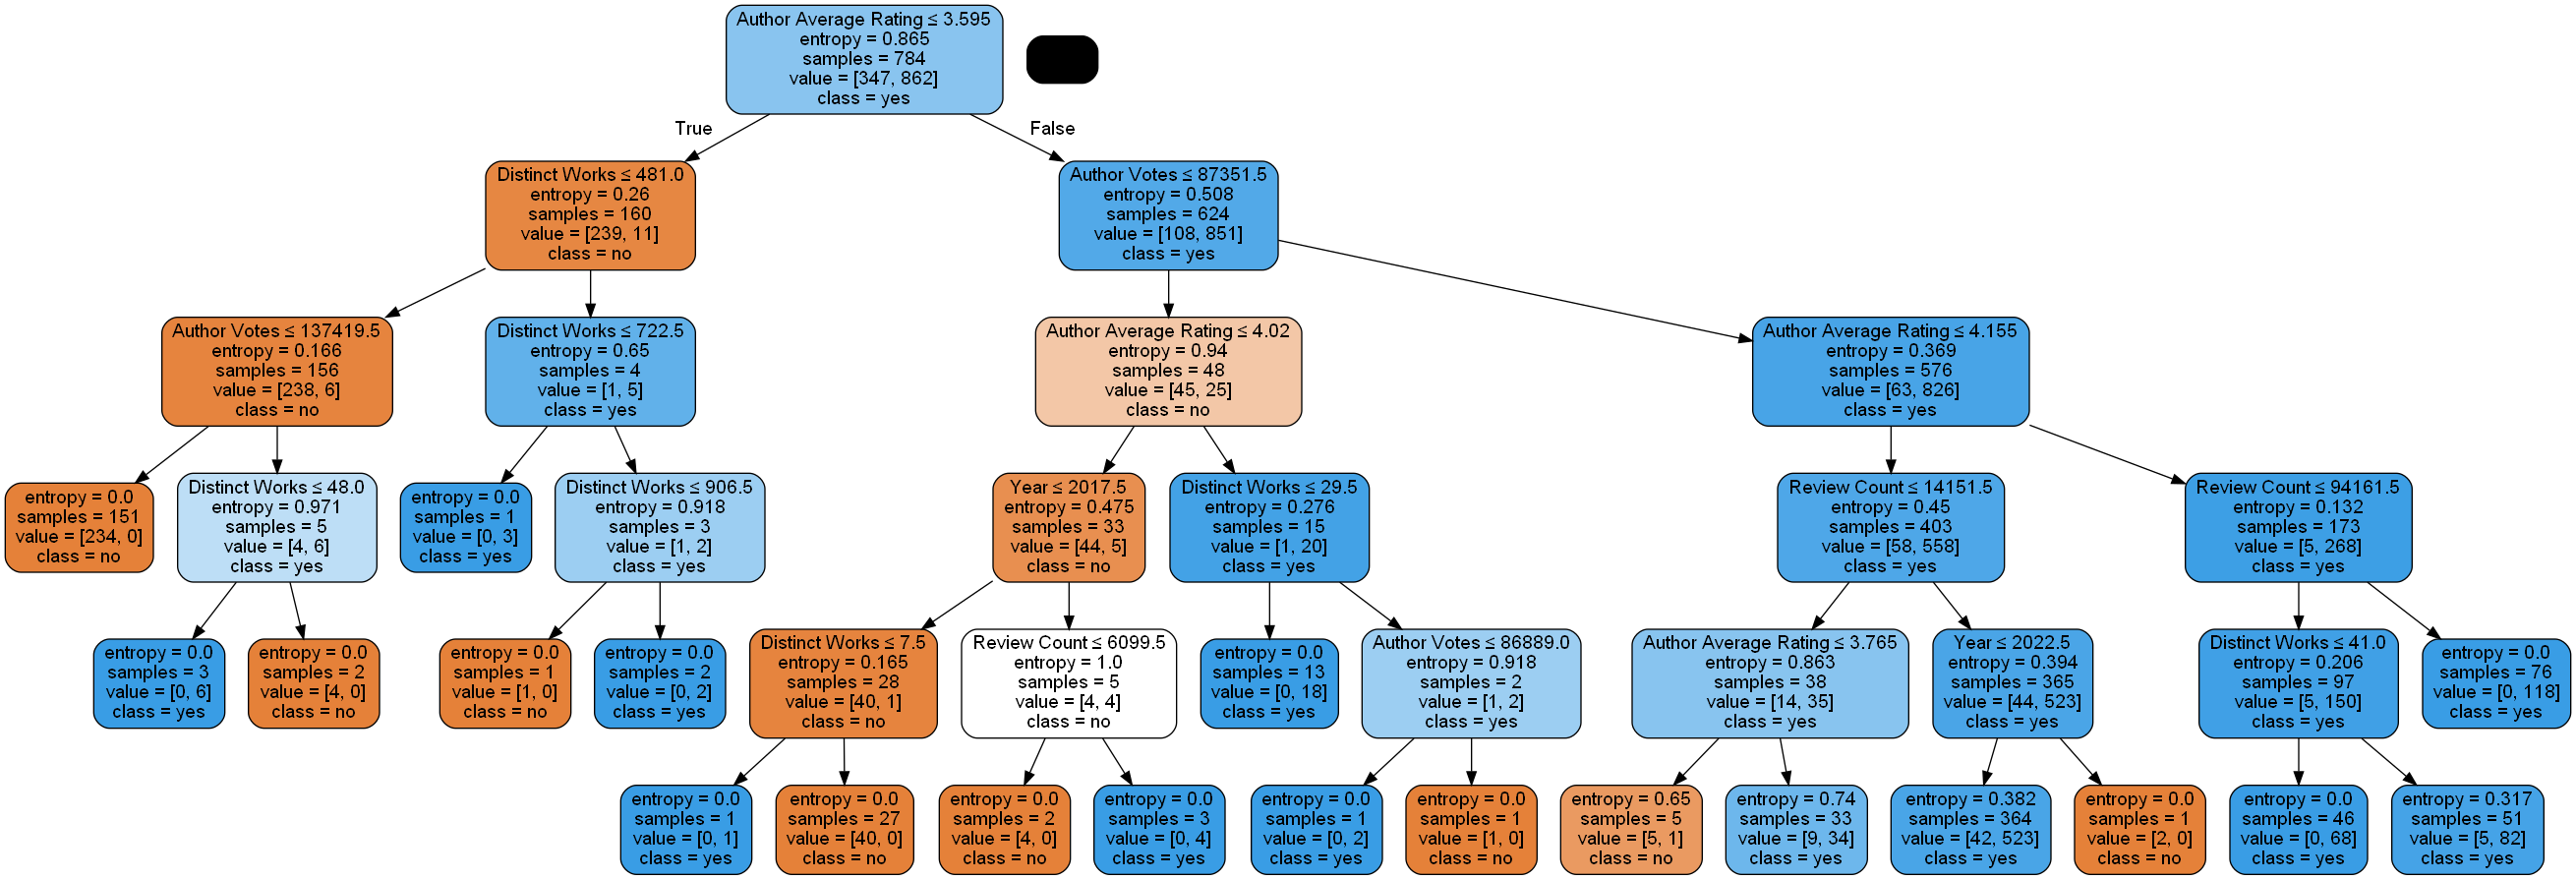 Author Average Rating ≤ 3.595
entropy = 0.865
samples = 784
value = [347, 862]
class = yes
True
False
Distinct Works ≤ 481.0
entropy = 0.26
samples = 160
value = [239, 11]
class = no
Author Votes ≤ 87351.5
entropy = 0.508
samples = 624
value = [108, 851]
class = yes
Author Votes ≤ 137419.5
entropy = 0.166
samples = 156
value = [238, 6]
class = no
Distinct Works ≤ 722.5
entropy = 0.65
samples = 4
value = [1, 5]
class = yes
Author Average Rating ≤ 4.02
entropy = 0.94
samples = 48
value = [45, 25]
class = no
Author Average Rating ≤ 4.155
entropy = 0.369
samples = 576
value = [63, 826]
class = yes
entropy = 0.0
samples = 151
value = [234, 0]
class = no
Distinct Works ≤ 48.0
entropy = 0.971
samples = 5
value = [4, 6]
class = yes
entropy = 0.0
samples = 1
value = [0, 3]
class = yes
Distinct Works ≤ 906.5
entropy = 0.918
samples = 3
value = [1, 2]
class = yes
Year ≤ 2017.5
entropy = 0.475
samples = 33
value = [44, 5]
class = no
Distinct Works ≤ 29.5
entropy = 0.276
samples = 15
value = [1, 20]
class = yes
Review Count ≤ 14151.5
entropy = 0.45
samples = 403
value = [58, 558]
class = yes
Review Count ≤ 94161.5
entropy = 0.132
samples = 173
value = [5, 268]
class = yes
entropy = 0.0
samples = 3
value = [0, 6]
class = yes
entropy = 0.0
samples = 2
value = [4, 0]
class = no
entropy = 0.0
samples = 1
value = [1, 0]
class = no
entropy = 0.0
samples = 2
value = [0, 2]
class = yes
Distinct Works ≤ 7.5
entropy = 0.165
samples = 28
value = [40, 1]
class = no
Review Count ≤ 6099.5
entropy = 1.0
samples = 5
value = [4, 4]
class = no
entropy = 0.0
samples = 13
value = [0, 18]
class = yes
Author Votes ≤ 86889.0
entropy = 0.918
samples = 2
value = [1, 2]
class = yes
Author Average Rating ≤ 3.765
entropy = 0.863
samples = 38
value = [14, 35]
class = yes
Year ≤ 2022.5
entropy = 0.394
samples = 365
value = [44, 523]
class = yes
Distinct Works ≤ 41.0
entropy = 0.206
samples = 97
value = [5, 150]
class = yes
entropy = 0.0
samples = 76
value = [0, 118]
class = yes
entropy = 0.0
samples = 1
value = [0, 1]
class = yes
entropy = 0.0
samples = 27
value = [40, 0]
class = no
entropy = 0.0
samples = 2
value = [4, 0]
class = no
entropy = 0.0
samples = 3
value = [0, 4]
class = yes
entropy = 0.0
samples = 1
value = [0, 2]
class = yes
entropy = 0.0
samples = 1
value = [1, 0]
class = no
entropy = 0.65
samples = 5
value = [5, 1]
class = no
entropy = 0.74
samples = 33
value = [9, 34]
class = yes
entropy = 0.382
samples = 364
value = [42, 523]
class = yes
entropy = 0.0
samples = 1
value = [2, 0]
class = no
entropy = 0.0
samples = 46
value = [0, 68]
class = yes
entropy = 0.317
samples = 51
value = [5, 82]
class = yes